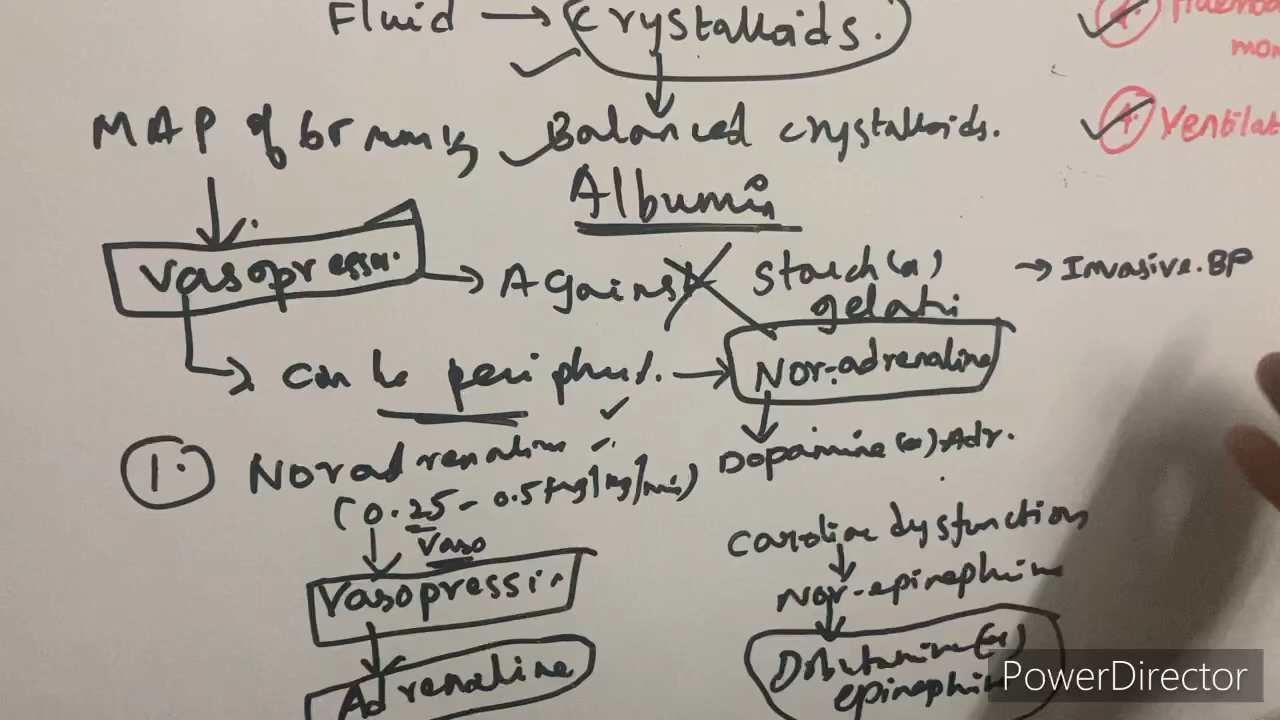 Fluid → Crystalloids.
MAP of 65 mmHg
Balanced crystalloids.
Albumin
Vasopressor.
→ Against
Starch (or)
gelatin
→ Invasive BP
→ can be peripheral. → Nor-adrenaline
Dopamine (or) Adr.
1. Noradrenaline
(0.25 - 0.5 µg/kg/min)
Vaso
Vasopressin
Adrenaline
Cardiac dysfunction
Nor-epinephrine
Dobutamine (or)
epinephrine
+ Ventilat
PowerDirector